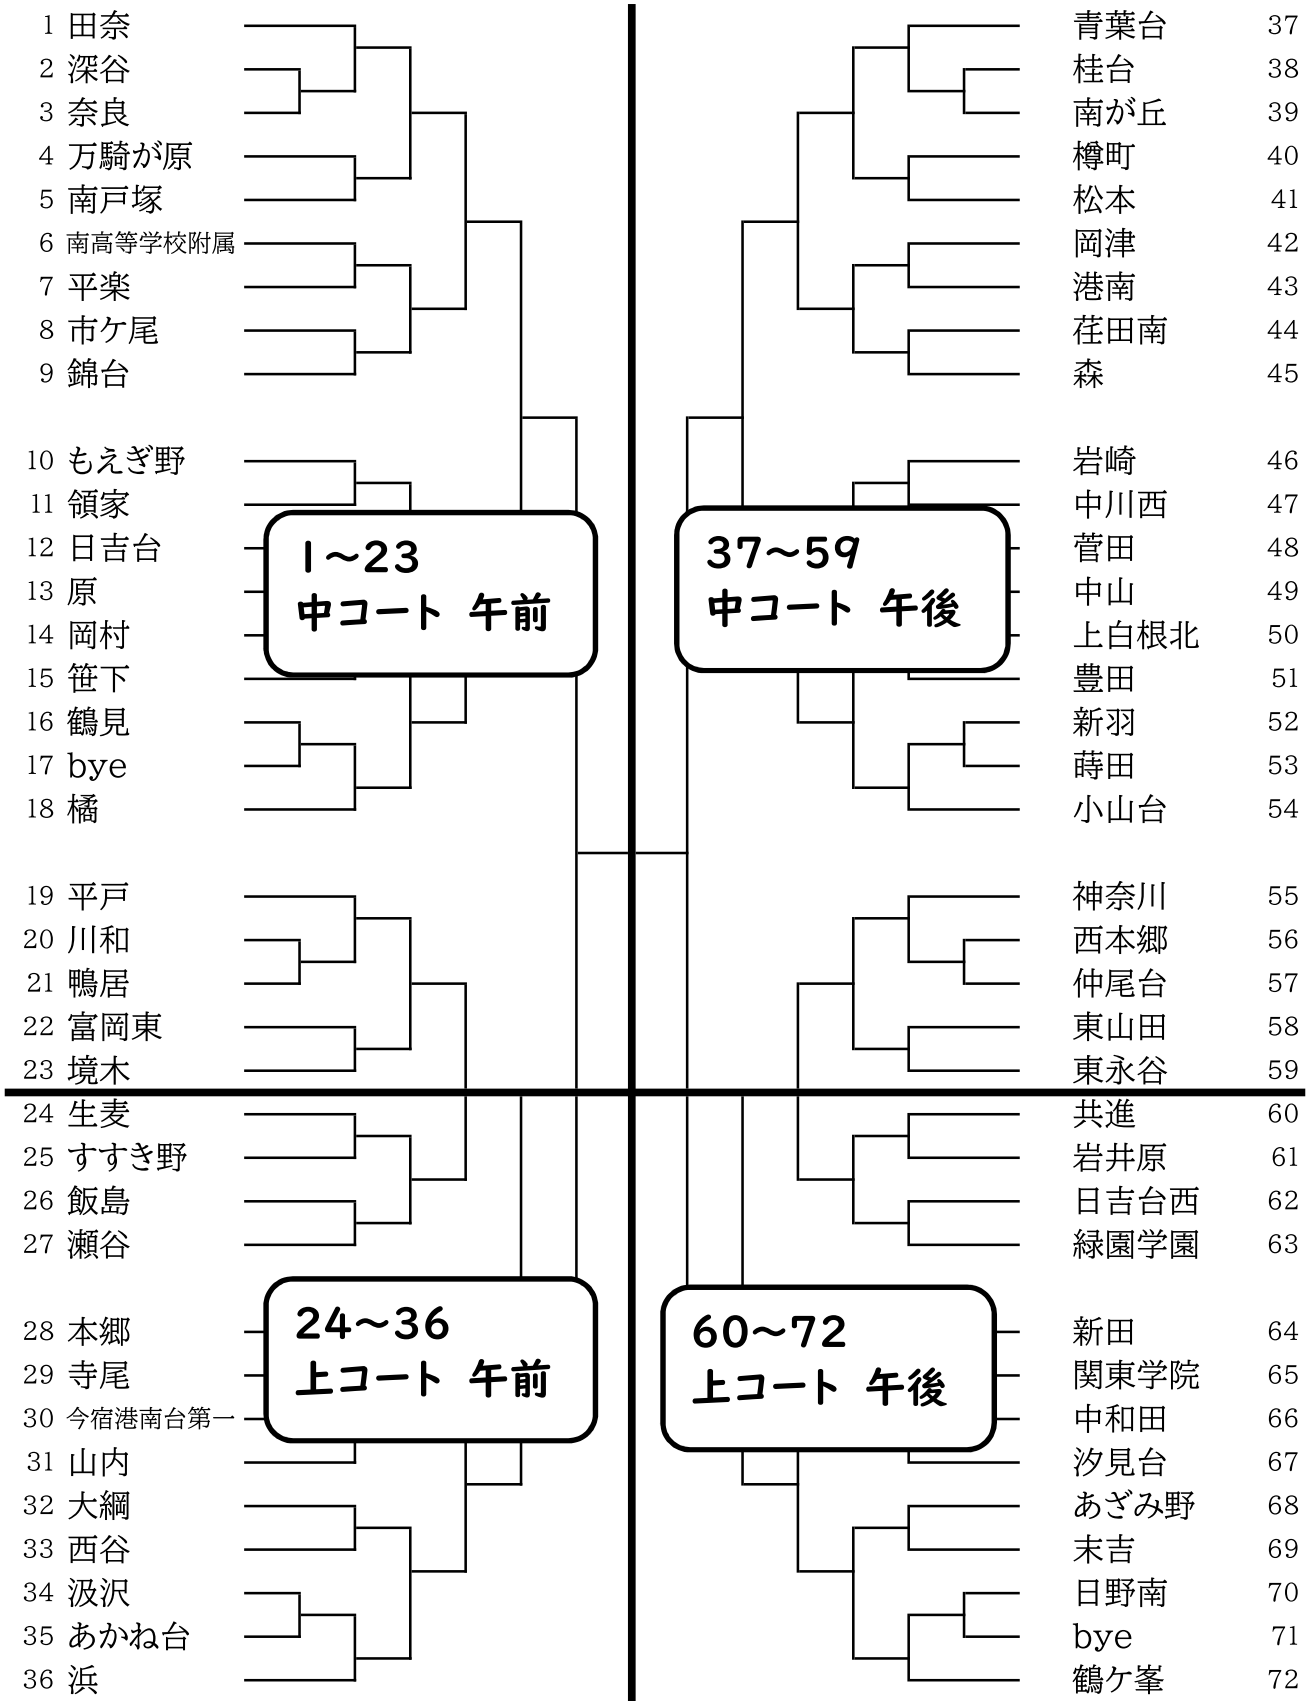 1 田奈
2 深谷
3 奈良
4 万騎が原
5 南戸塚
6 南高等学校附属
7 平楽
8 市ケ尾
9 錦台
10 もえぎ野
11 領家
12 日吉台
13 原
14 岡村
15 笹下
16 鶴見
17 bye
18 橘
19 平戸
20 川和
21 鴨居
22 富岡東
23 境木
24 生麦
25 すすき野
26 飯島
27 瀬谷
28 本郷
29 寺尾
30 今宿港南台第一
31 山内
32 大綱
33 西谷
34 汲沢
35 あかね台
36 浜
1～23
中コート 午前
24～36
上コート 午前
37～59
中コート 午後
60～72
上コート 午後
青葉台 37
桂台 38
南が丘 39
樽町 40
松本 41
岡津 42
港南 43
荏田南 44
森 45
岩崎 46
中川西 47
菅田 48
中山 49
上白根北 50
豊田 51
新羽 52
蒔田 53
小山台 54
神奈川 55
西本郷 56
仲尾台 57
東山田 58
東永谷 59
共進 60
岩井原 61
日吉台西 62
緑園学園 63
新田 64
関東学院 65
中和田 66
汐見台 67
あざみ野 68
末吉 69
日野南 70
bye 71
鶴ケ峯 72